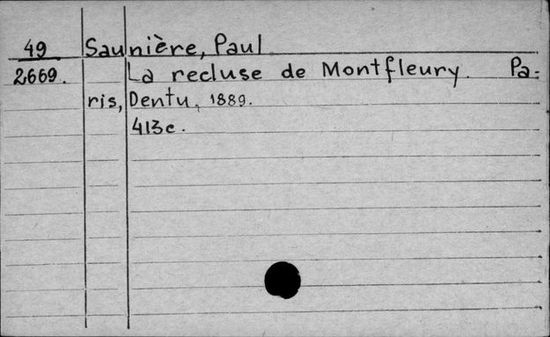 49 Saunière, Paul
2669. La recluse de Montfleury. Pa-
ris, Dentu, 1889.
413c.